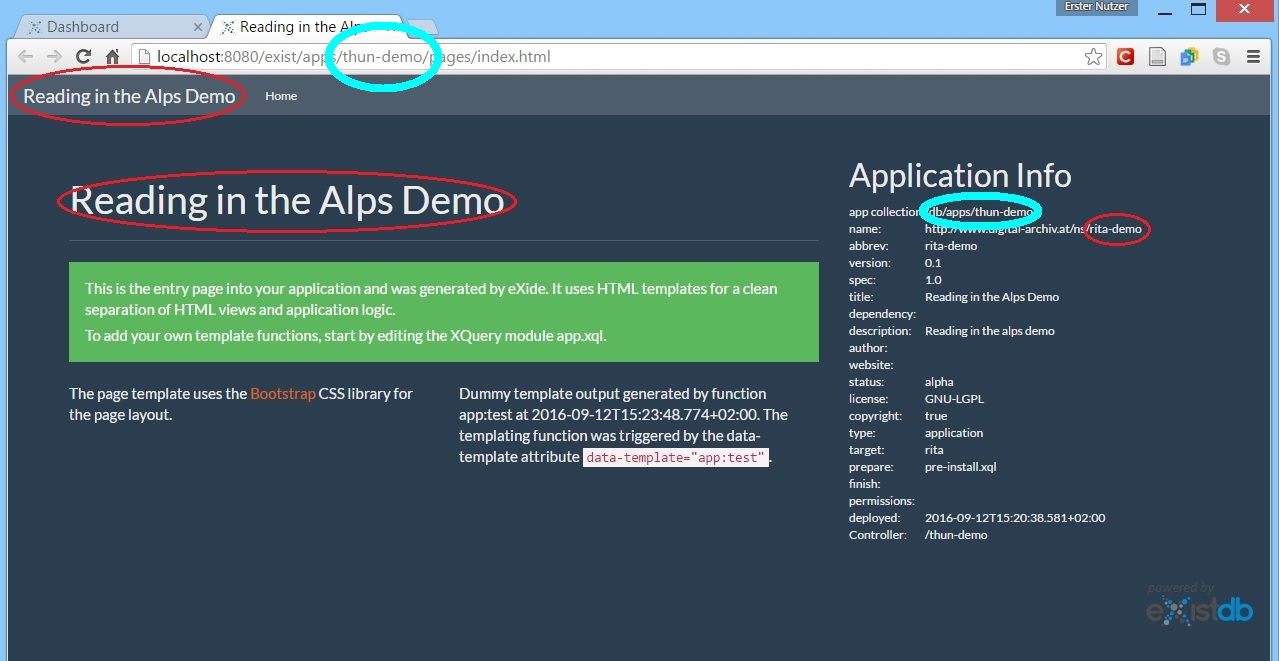 Erster Nutzer
Dashboard
Reading in the Alps
localhost:8080/exist/apps/thun-demo/pages/index.html
Reading in the Alps Demo
Home
Reading in the Alps Demo
This is the entry page into your application and was generated by eXide. It uses HTML templates for a clean
separation of HTML views and application logic.
To add your own template functions, start by editing the XQuery module app.xql.
The page template uses the Bootstrap CSS library for
the page layout.
Dummy template output generated by function
app:test at 2016-09-12T15:23:48.774+02:00. The
templating function was triggered by the data-
template attribute data-template="app:test".
Application Info
app collection: /db/apps/thun-demo
name: http://www.digital-archiv.at/ns/rita-demo
abbrev: rita-demo
version: 0.1
spec: 1.0
title: Reading in the Alps Demo
dependency:
description: Reading in the alps demo
author:
website:
status: alpha
license: GNU-LGPL
copyright: true
type: application
target: rita
prepare: pre-install.xql
finish:
permissions:
deployed: 2016-09-12T15:20:38.581+02:00
Controller: /thun-demo
powered by
existdb